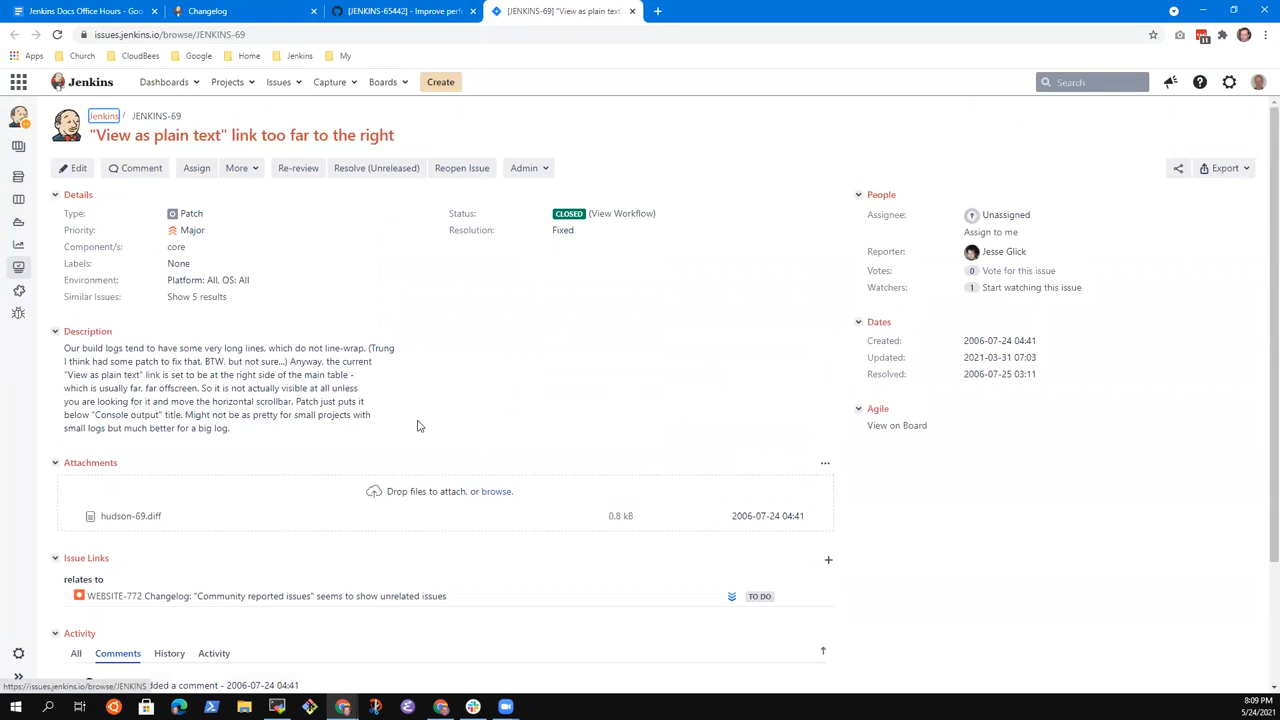 Jenkins Docs Office Hours - Goo
Changelog
[JENKINS-65442] - Improve perf
[JENKINS-69] "View as plain text"
issues.jenkins.io/browse/JENKINS-69
11
Apps
Church
CloudBees
Google
Home
Jenkins
My
Jenkins
Dashboards
Projects
Issues
Capture
Boards
Create
Search
Jenkins / JENKINS-69
"View as plain text" link too far to the right
Edit
Comment
Assign
More
Re-review
Resolve (Unreleased)
Reopen Issue
Admin
Export
Details
Type: Patch
Status: CLOSED (View Workflow)
Priority: Major
Resolution: Fixed
Component/s: core
Labels: None
Environment: Platform: All, OS: All
Similar Issues: Show 5 results
People
Assignee: Unassigned
Assign to me
Reporter: Jesse Glick
Votes: 0 Vote for this issue
Watchers: 1 Start watching this issue
Dates
Created: 2006-07-24 04:41
Updated: 2021-03-31 07:03
Resolved: 2006-07-25 03:11
Agile
View on Board
Description
Our build logs tend to have some very long lines, which do not line-wrap. (Trung
I think had some patch to fix that, BTW, but not sure...) Anyway, the current
"View as plain text" link is set to be at the right side of the main table -
which is usually far, far offscreen. So it is not actually visible at all unless
you are looking for it and move the horizontal scrollbar. Patch just puts it
below "Console output" title. Might not be as pretty for small projects with
small logs but much better for a big log.
Attachments
Drop files to attach, or browse.
hudson-69.diff 0.8 kB 2006-07-24 04:41
Issue Links
relates to
WEBSITE-772 Changelog: "Community reported issues" seems to show unrelated issues TO DO
Activity
All Comments History Activity
https://issues.jenkins.io/browse/JENKINS
dded a comment - 2006-07-24 04:41
8:09 PM
5/24/2021